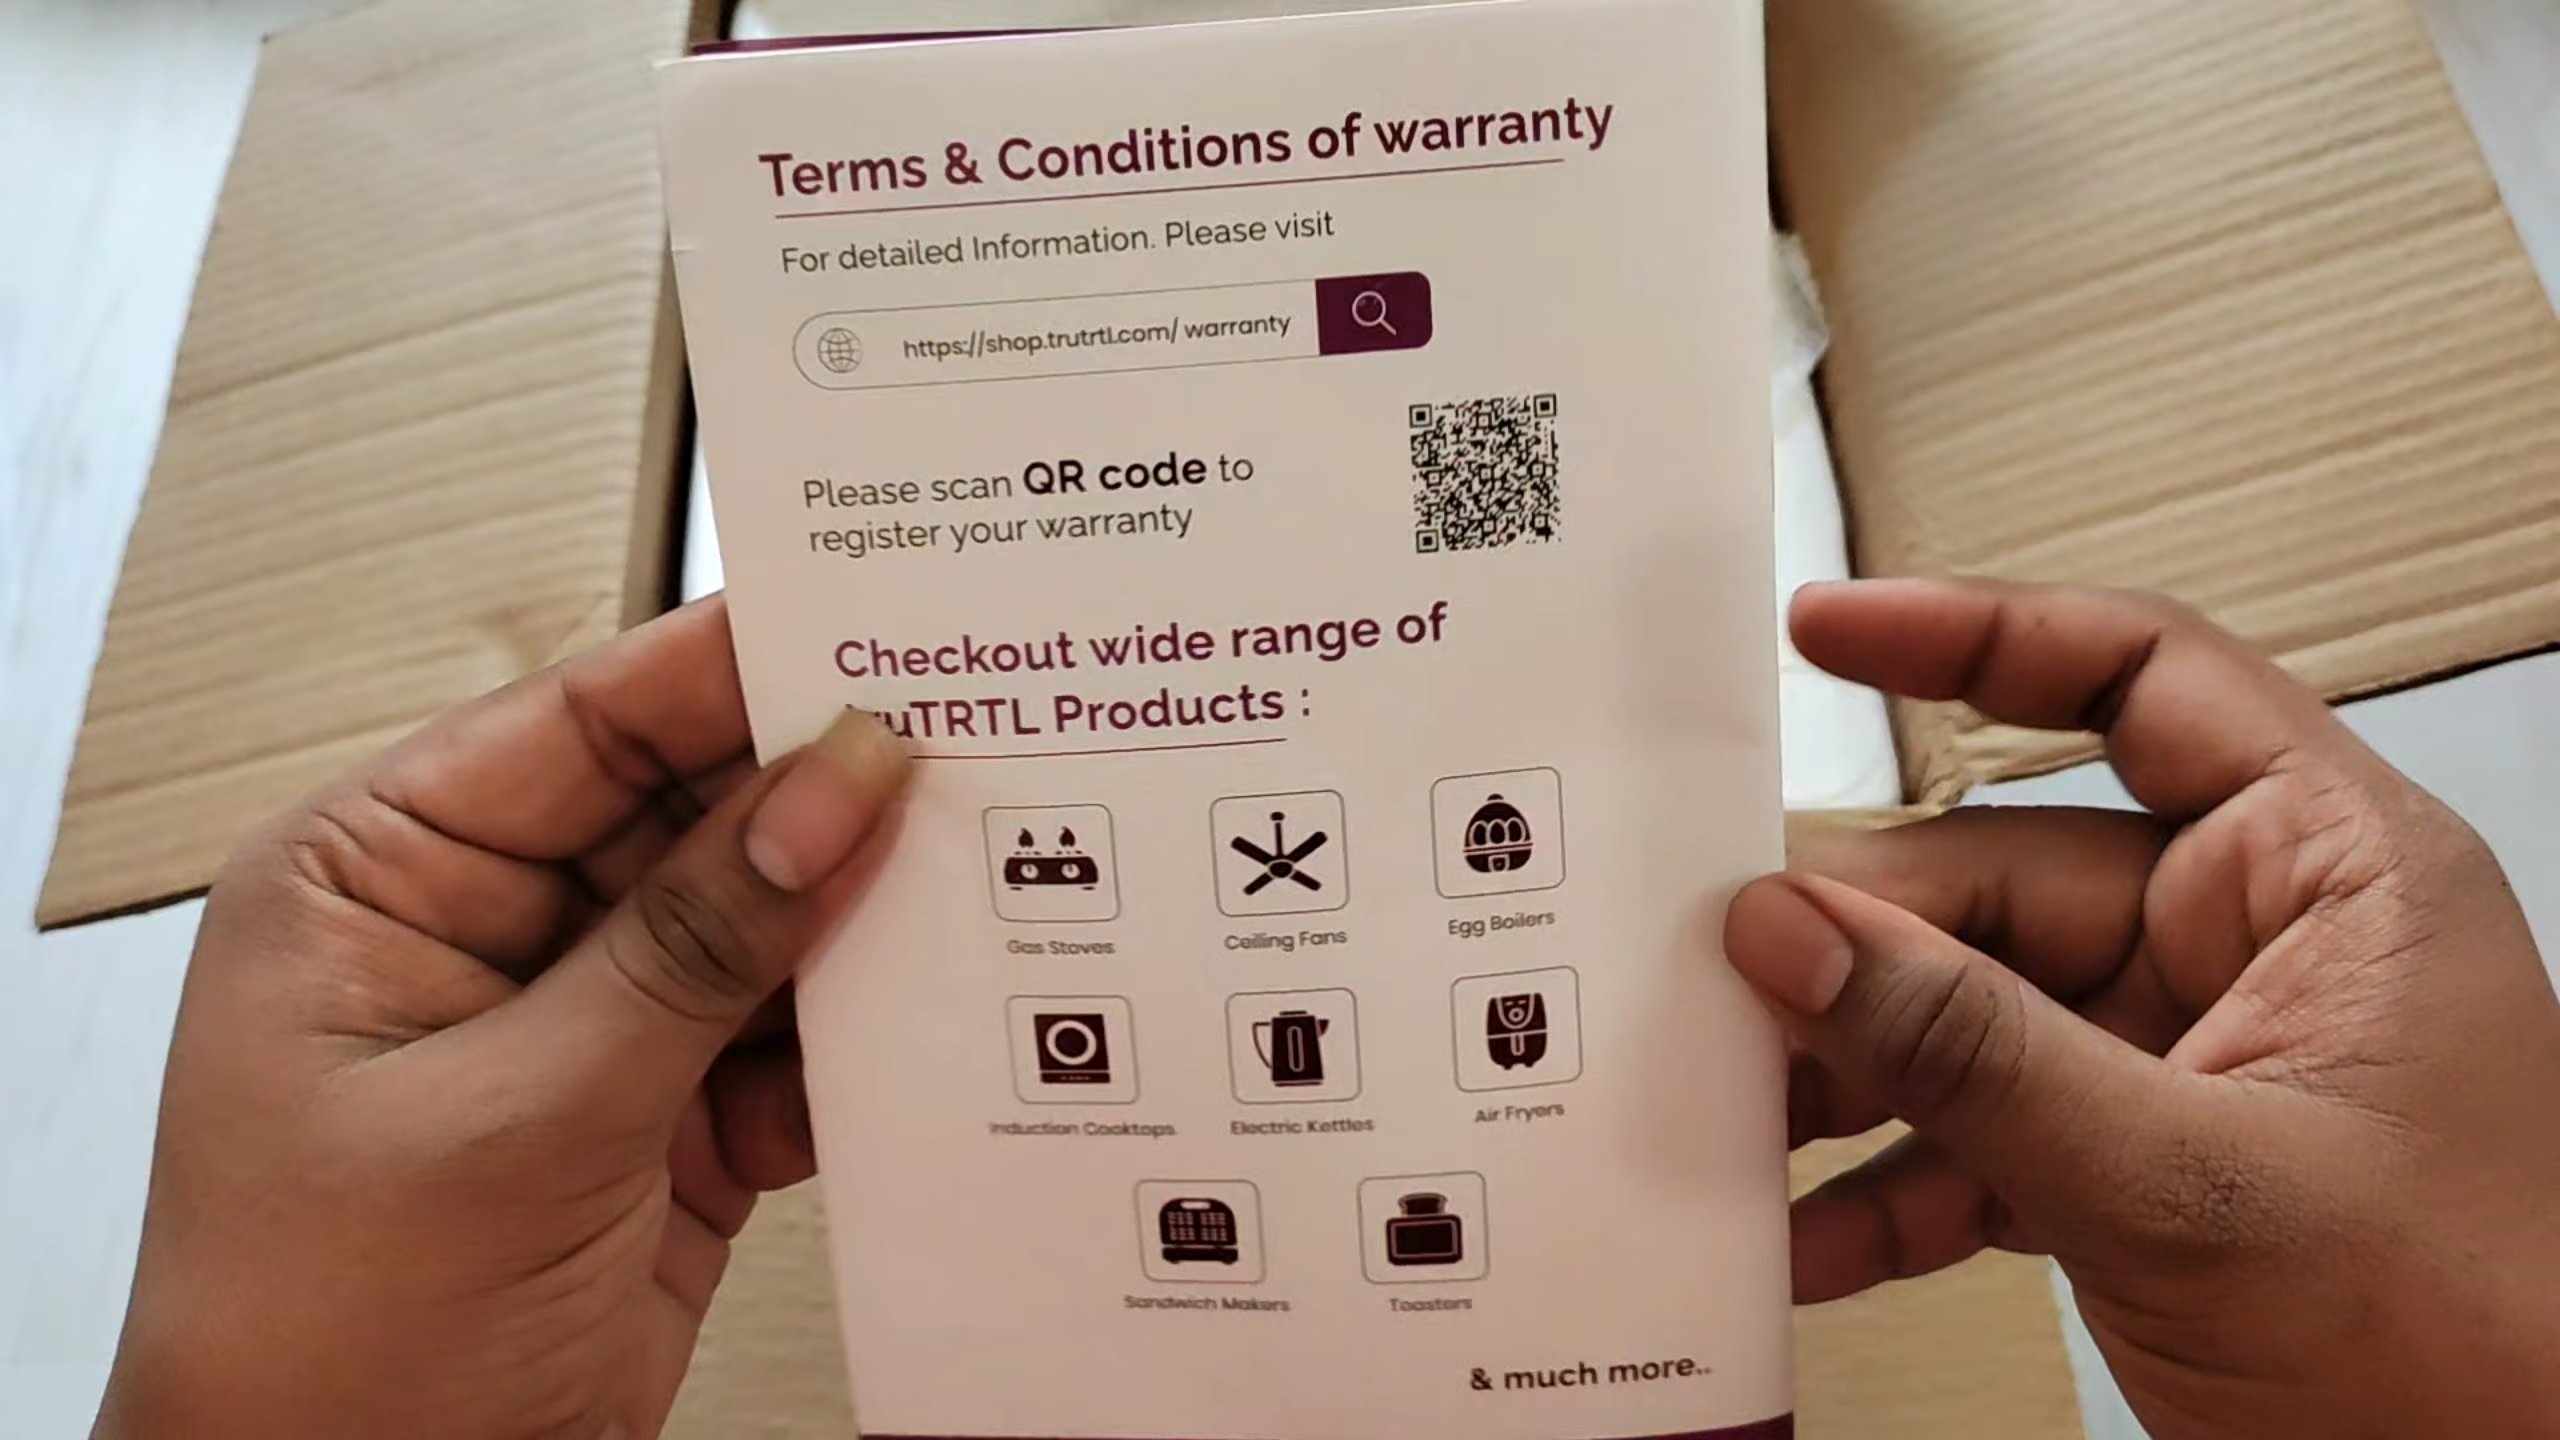 Terms & Conditions of warranty
For detailed Information. Please visit
https://shop.trutrtl.com/ warranty
Please scan QR code to
register your warranty
Checkout wide range of
truTRTL Products :
Gas Stoves
Ceiling Fans
Egg Boilers
Induction Cooktops
Electric Kettles
Air Fryers
Sandwich Makers
Toasters
& much more..